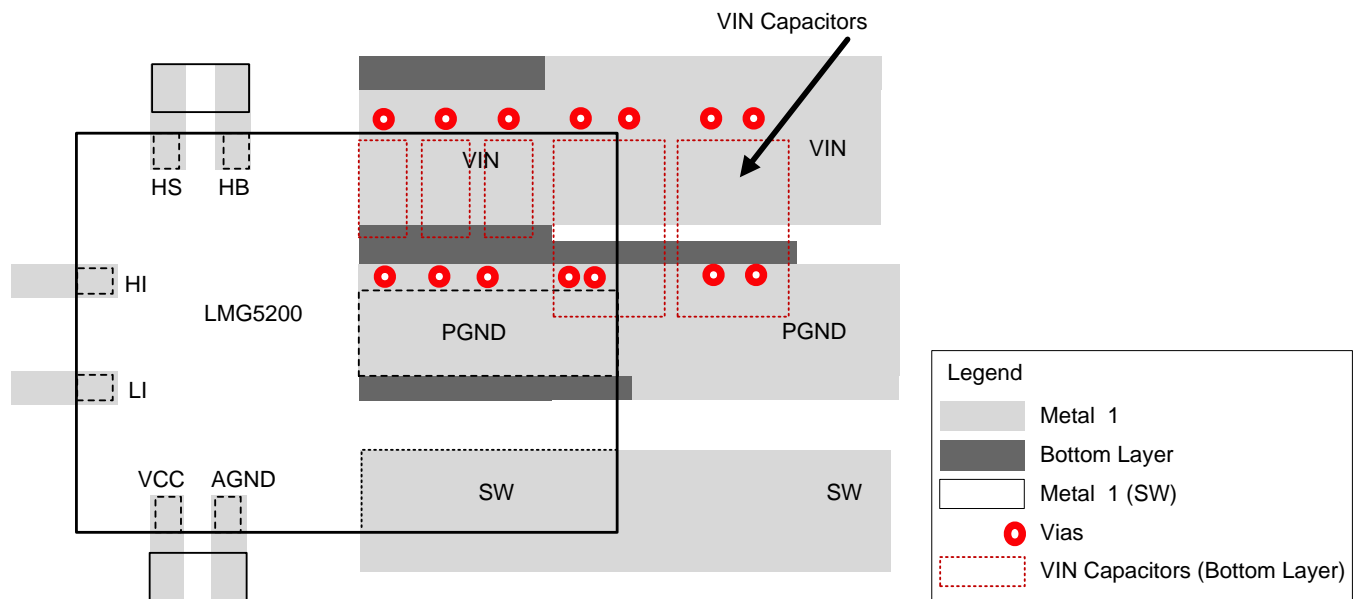 VIN Capacitors
VIN
VIN
HS
HB
HI
LMG5200
PGND
PGND
LI
VCC
AGND
SW
SW
Legend
Metal 1
Bottom Layer
Metal 1 (SW)
Vias
VIN Capacitors (Bottom Layer)